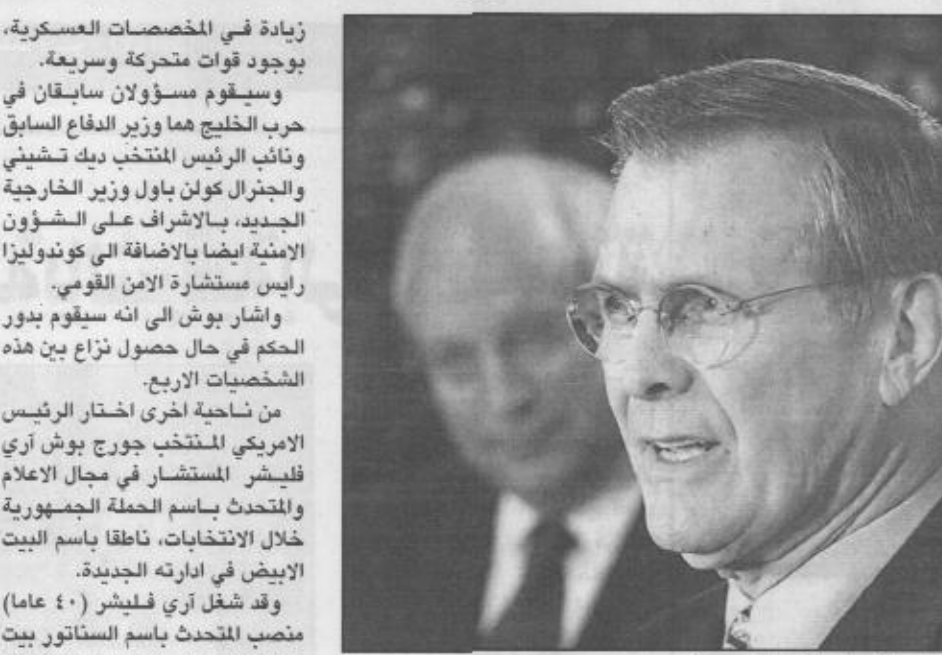 زيادة في المخصصات العسكرية،
بوجود قوات متحركة وسريعة.
وسيقوم مسؤولان سابقان في
حرب الخليج هما وزير الدفاع السابق
ونائب الرئيس المنتخب ديك تشيني
والجنرال كولن باول وزير الخارجية
الجديد، بالاشراف على الشؤون
الامنية ايضا بالاضافة الى كوندوليزا
رايس مستشارة الامن القومي.
واشار بوش الى انه سيقوم بدور
الحكم في حال حصول نزاع بين هذه
الشخصيات الاربع.
من ناحية اخرى اختار الرئيس
الامريكي المنتخب جورج بوش آري
فليشر المستشار في مجال الاعلام
والمتحدث باسم الحملة الجمهورية
خلال الانتخابات، ناطقا باسم البيت
الابيض في ادارته الجديدة.
وقد شغل آري فليشر (٤٠ عاما)
منصب المتحدث باسم السناتور بيت